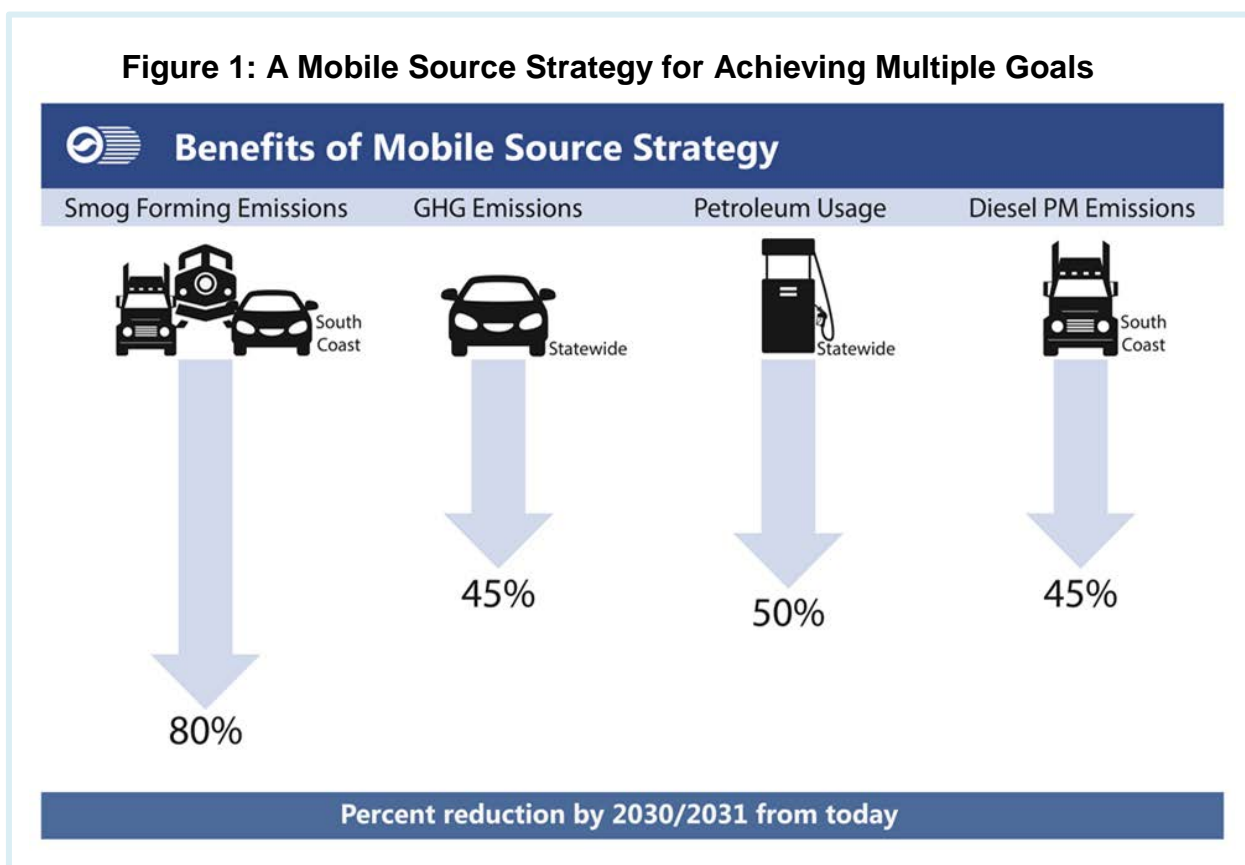 Figure 1: A Mobile Source Strategy for Achieving Multiple Goals
Benefits of Mobile Source Strategy
Smog Forming Emissions
GHG Emissions
Petroleum Usage
Diesel PM Emissions
South
Coast
Statewide
Statewide
South
Coast
45%
50%
45%
80%
Percent reduction by 2030/2031 from today